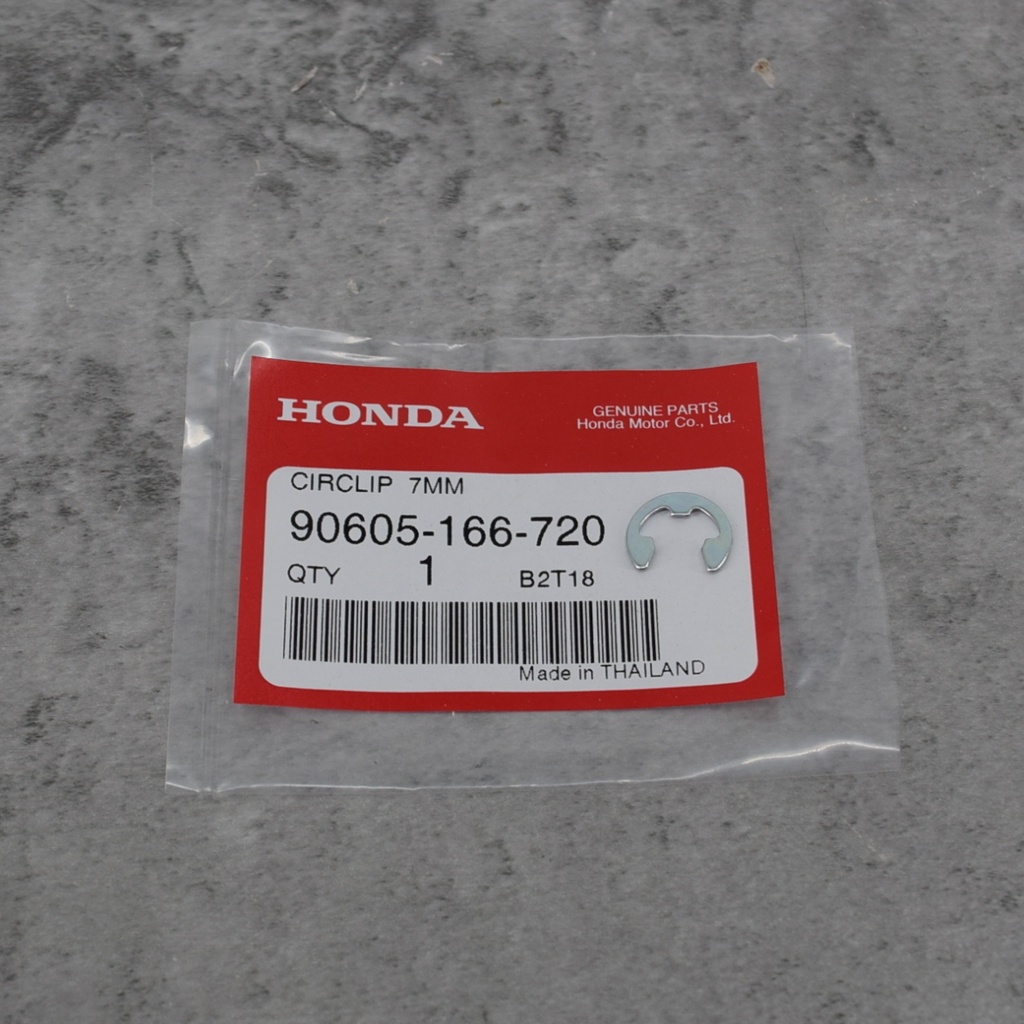 HONDA
GENUINE PARTS
Honda Motor Co., Ltd.
CIRCLIP 7MM
90605-166-720
QTY 1 B2T18
Made in THAILAND